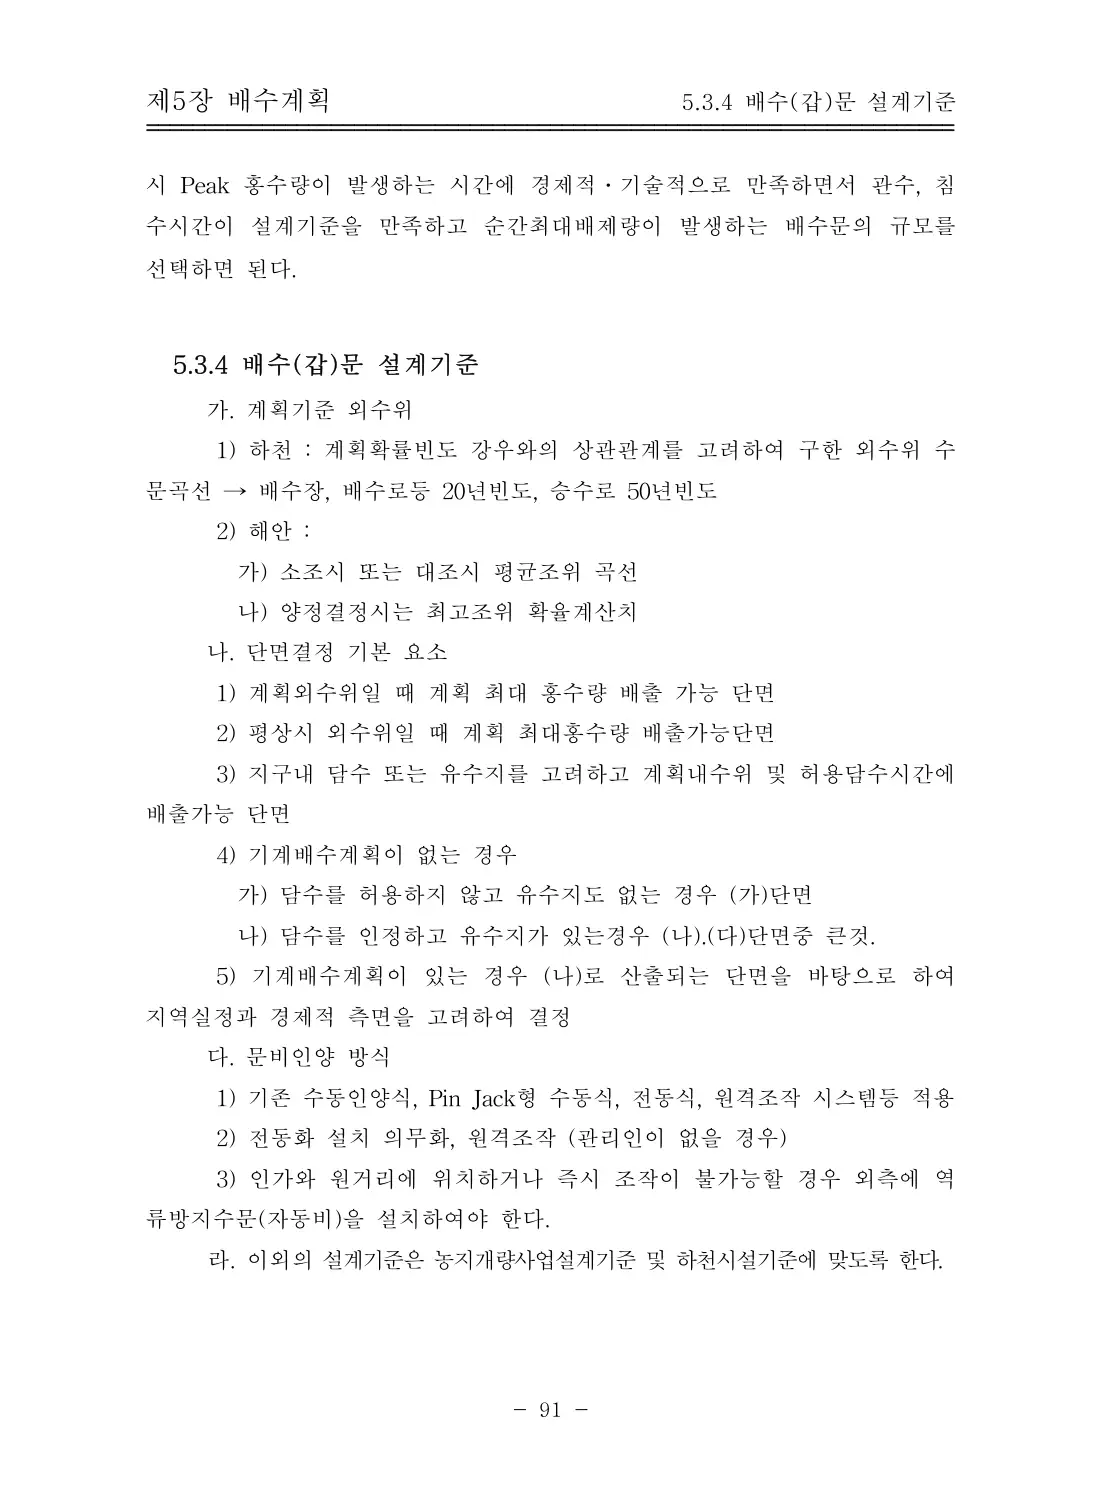 제5장 배수계획
5.3.4 배수(갑)문 설계기준
시 Peak 홍수량이 발생하는 시간에 경제적·기술적으로 만족하면서 관수, 침
수시간이 설계기준을 만족하고 순간최대배제량이 발생하는 배수문의 규모를
선택하면 된다.
5.3.4 배수(갑)문 설계기준
가. 계획기준 외수위
1) 하천 : 계획확률빈도 강우와의 상관관계를 고려하여 구한 외수위 수
문곡선 → 배수장, 배수로등 20년빈도, 승수로 50년빈도
2) 해안 :
가) 소조시 또는 대조시 평균조위 곡선
나) 양정결정시는 최고조위 확율계산치
나. 단면결정 기본 요소
1) 계획외수위일 때 계획 최대 홍수량 배출 가능 단면
2) 평상시 외수위일 때 계획 최대홍수량 배출가능단면
3) 지구내 담수 또는 유수지를 고려하고 계획내수위 및 허용담수시간에
배출가능 단면
4) 기계배수계획이 없는 경우
가) 담수를 허용하지 않고 유수지도 없는 경우 (가)단면
나) 담수를 인정하고 유수지가 있는경우 (나).(다)단면중 큰것.
5) 기계배수계획이 있는 경우 (나)로 산출되는 단면을 바탕으로 하여
지역실정과 경제적 측면을 고려하여 결정
다. 문비인양 방식
1) 기존 수동인양식, Pin Jack형 수동식, 전동식, 원격조작 시스템등 적용
2) 전동화 설치 의무화, 원격조작 (관리인이 없을 경우)
3) 인가와 원거리에 위치하거나 즉시 조작이 불가능할 경우 외측에 역
류방지수문(자동비)을 설치하여야 한다.
라. 이외의 설계기준은 농지개량사업설계기준 및 하천시설기준에 맞도록 한다.
- 91 -